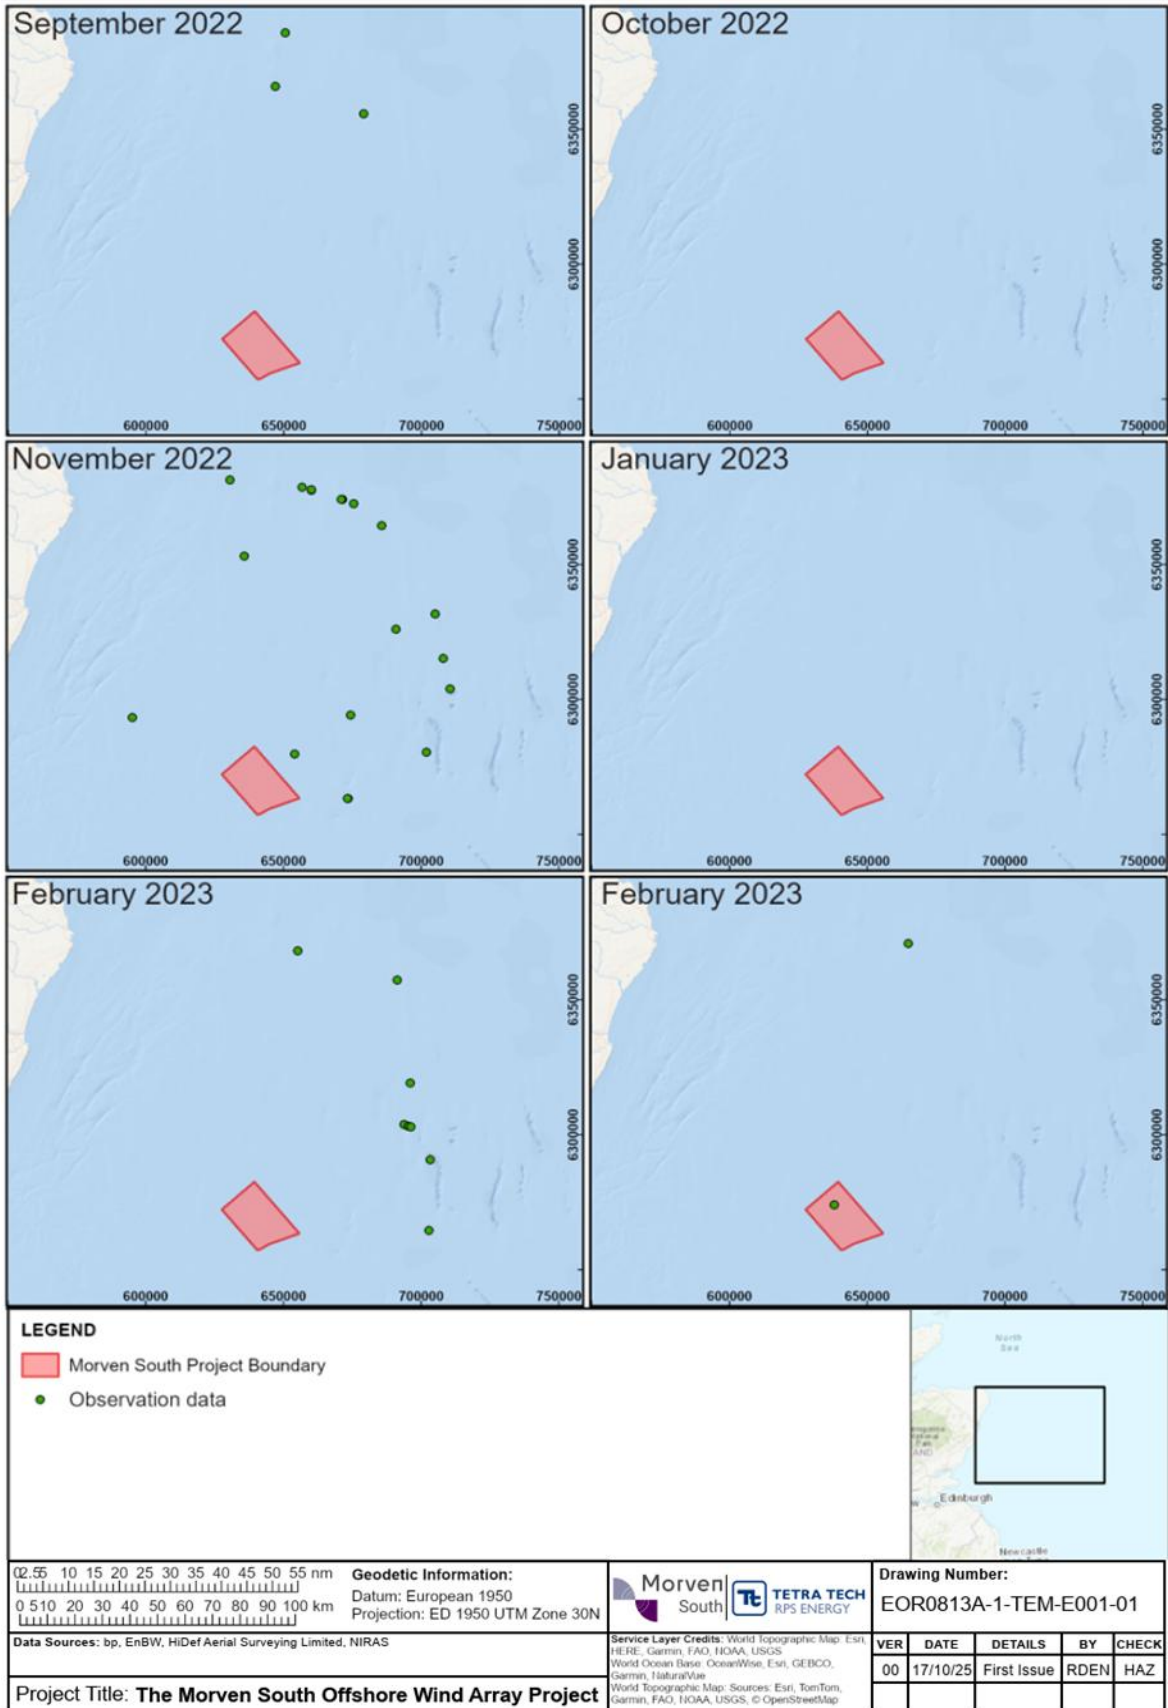 September 2022
October 2022
6350000
6300000
600000 650000 700000 750000
6350000
6300000
600000 650000 700000 750000
November 2022
January 2023
6350000
6300000
600000 650000 700000 750000
6350000
6300000
600000 650000 700000 750000
February 2023
February 2023
6350000
6300000
600000 650000 700000 750000
6350000
6300000
600000 650000 700000 750000
LEGEND
Morven South Project Boundary
Observation data
North
Sea
Edinburgh
Newcastle
0 2.5 5 10 15 20 25 30 35 40 45 50 55 nm
0 5 10 20 30 40 50 60 70 80 90 100 km
Geodetic Information:
Datum: European 1950
Projection: ED 1950 UTM Zone 30N
Morven
South
TETRA TECH
RPS ENERGY
Drawing Number:
EOR0813A-1-TEM-E001-01
Data Sources: bp, EnBW, HiDef Aerial Surveying Limited, NIRAS
Service Layer Credits: World Topographic Map: Esri,
HERE, Garmin, FAO, NOAA, USGS
World Ocean Base: OceanWise, Esri, GEBCO,
Garmin, NaturalVue
World Topographic Map: Sources: Esri, TomTom,
Garmin, FAO, NOAA, USGS, © OpenStreetMap
VER DATE DETAILS BY CHECK
00 17/10/25 First Issue RDEN HAZ
Project Title: The Morven South Offshore Wind Array Project